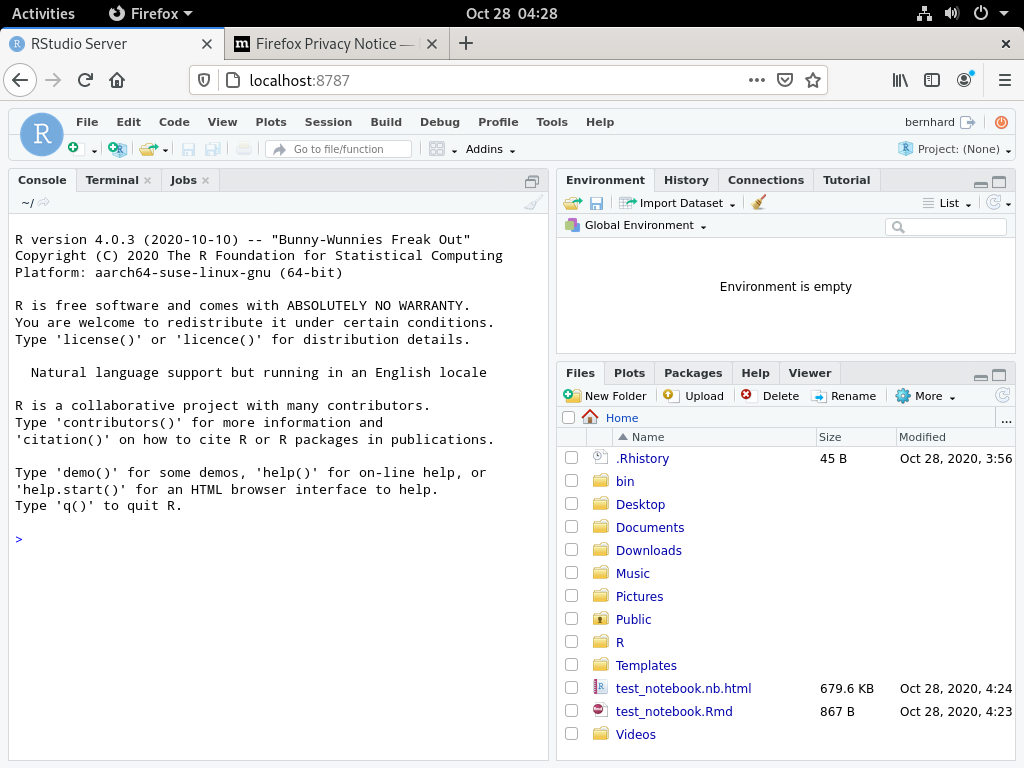 Activities Firefox Oct 28 04:28
RStudio Server Firefox Privacy Notice —
localhost:8787
R File Edit Code View Plots Session Build Debug Profile Tools Help bernhard
Go to file/function Addins Project: (None)
Console Terminal Jobs
~/
R version 4.0.3 (2020-10-10) -- "Bunny-Wunnies Freak Out"
Copyright (C) 2020 The R Foundation for Statistical Computing
Platform: aarch64-suse-linux-gnu (64-bit)
R is free software and comes with ABSOLUTELY NO WARRANTY.
You are welcome to redistribute it under certain conditions.
Type 'license()' or 'licence()' for distribution details.
Natural language support but running in an English locale
R is a collaborative project with many contributors.
Type 'contributors()' for more information and
'citation()' on how to cite R or R packages in publications.
Type 'demo()' for some demos, 'help()' for on-line help, or
'help.start()' for an HTML browser interface to help.
Type 'q()' to quit R.
>
Environment History Connections Tutorial
Import Dataset List
Global Environment
Environment is empty
Files Plots Packages Help Viewer
New Folder Upload Delete Rename More
Home ...
Name Size Modified
.Rhistory 45 B Oct 28, 2020, 3:56
bin
Desktop
Documents
Downloads
Music
Pictures
Public
R
Templates
test_notebook.nb.html 679.6 KB Oct 28, 2020, 4:24
test_notebook.Rmd 867 B Oct 28, 2020, 4:23
Videos